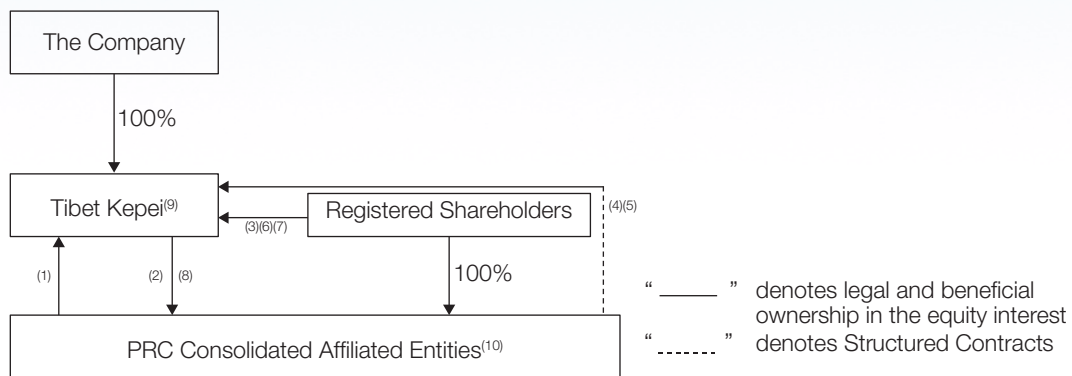 The Company
100%
Tibet Kepei(9)
Registered Shareholders
(4)(5)
(3)(6)(7)
(1)
(2)
(8)
100%
“ ——— ” denotes legal and beneficial
ownership in the equity interest
“ -------- ” denotes Structured Contracts
PRC Consolidated Affiliated Entities(10)